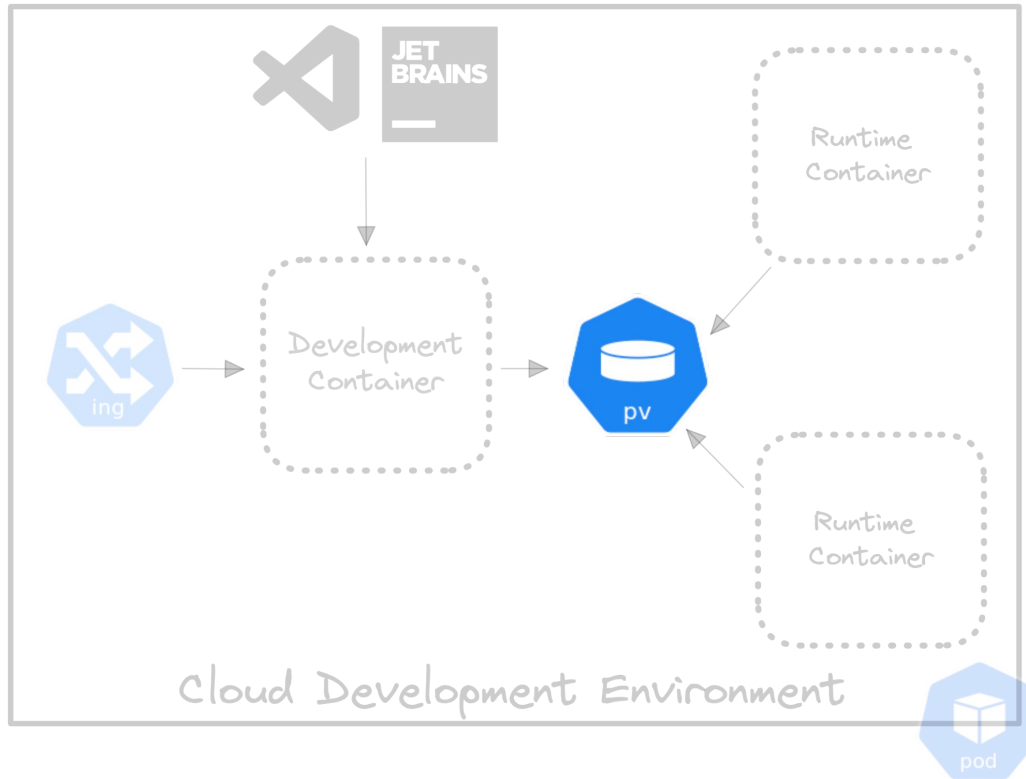 JET
BRAINS
Runtime
Container
Development
Container
ing
pv
Runtime
Container
Cloud Development Environment
pod